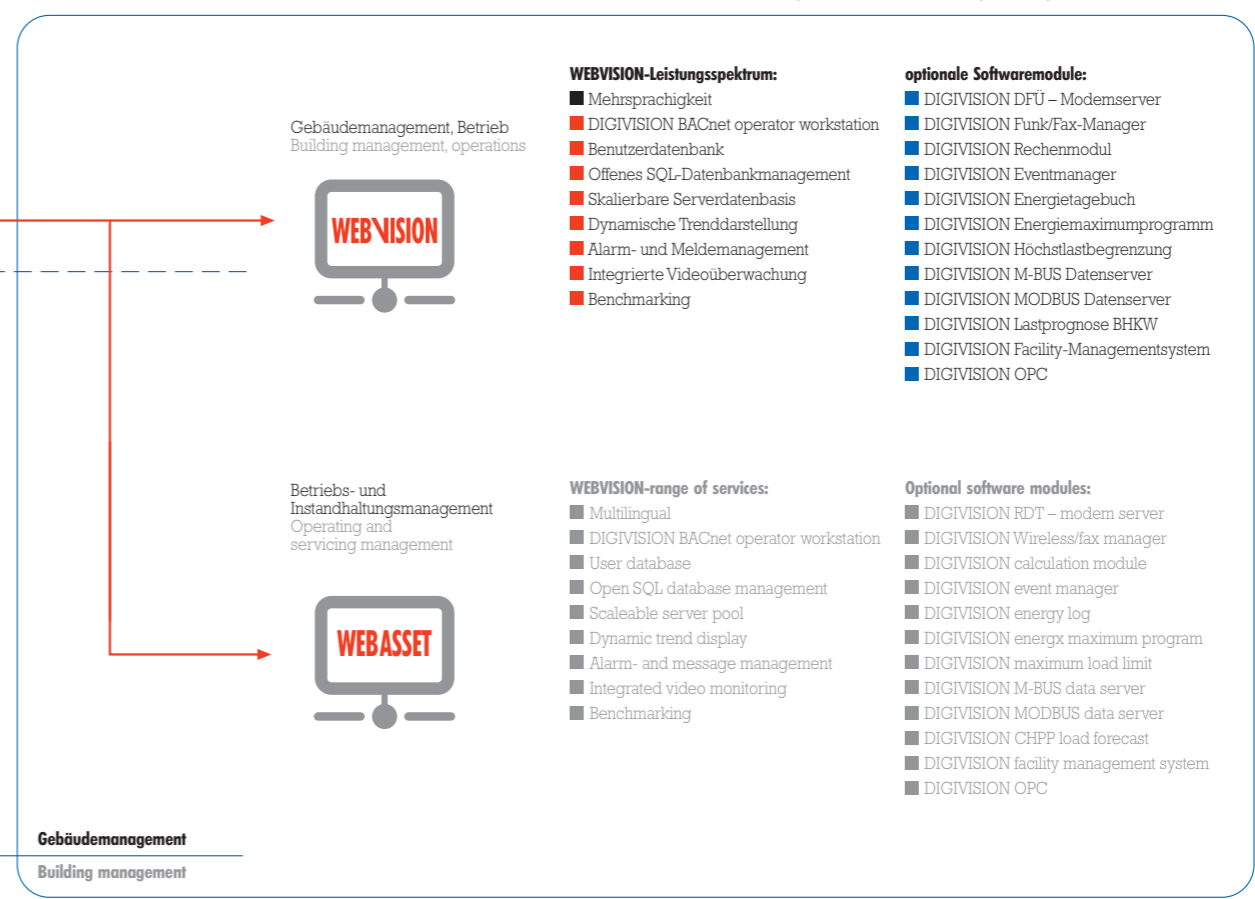 Gebäudemanagement, Betrieb
Building management, operations
WEBVISION
WEBVISION-Leistungsspektrum:
Mehrsprachigkeit
DIGIVISION BACnet operator workstation
Benutzerdatenbank
Offenes SQL-Datenbankmanagement
Skalierbare Serverdatenbasis
Dynamische Trenddarstellung
Alarm- und Meldemanagement
Integrierte Videoüberwachung
Benchmarking
optionale Softwaremodule:
DIGIVISION DFÜ – Modemserver
DIGIVISION Funk/Fax-Manager
DIGIVISION Rechenmodul
DIGIVISION Eventmanager
DIGIVISION Energietagebuch
DIGIVISION Energiemaximumprogramm
DIGIVISION Höchstlastbegrenzung
DIGIVISION M-BUS Datenserver
DIGIVISION MODBUS Datenserver
DIGIVISION Lastprognose BHKW
DIGIVISION Facility-Managementsystem
DIGIVISION OPC
Betriebs- und
Instandhaltungsmanagement
Operating and
servicing management
WEBASSET
WEBVISION-range of services:
Multilingual
DIGIVISION BACnet operator workstation
User database
Open SQL database management
Scaleable server pool
Dynamic trend display
Alarm- and message management
Integrated video monitoring
Benchmarking
Optional software modules:
DIGIVISION RDT – modem server
DIGIVISION Wireless/fax manager
DIGIVISION calculation module
DIGIVISION event manager
DIGIVISION energy log
DIGIVISION energx maximum program
DIGIVISION maximum load limit
DIGIVISION M-BUS data server
DIGIVISION MODBUS data server
DIGIVISION CHPP load forecast
DIGIVISION facility management system
DIGIVISION OPC
Gebäudemanagement
Building management